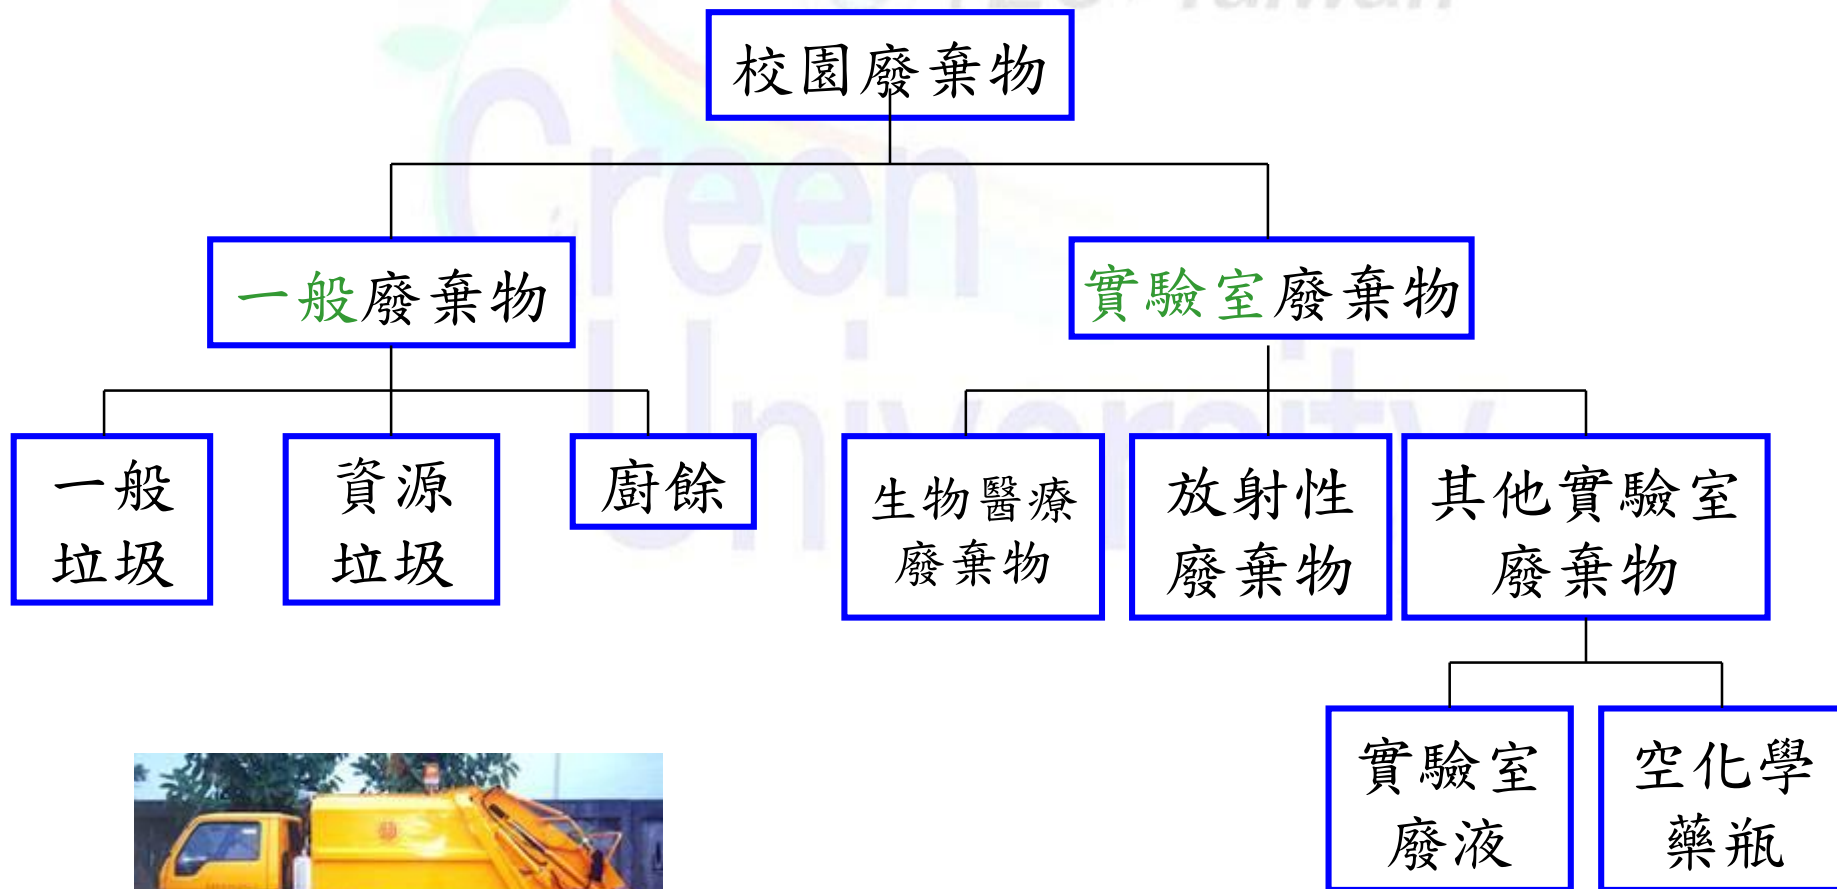 校園廢棄物
一般廢棄物
實驗室廢棄物
一般
垃圾
資源
垃圾
廚餘
生物醫療
廢棄物
放射性
廢棄物
其他實驗室
廢棄物
實驗室
廢液
空化學
藥瓶
Green
University
Taiwan